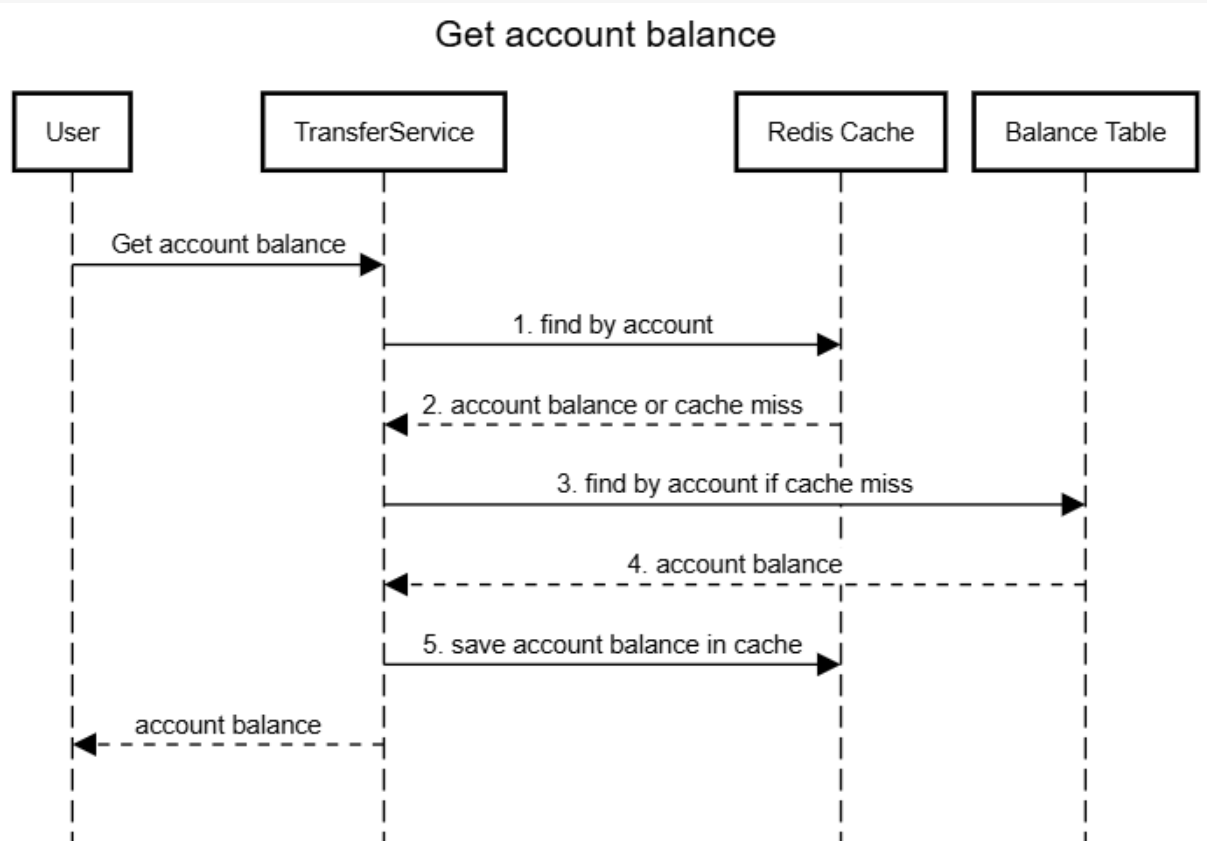 Get account balance
User
TransferService
Redis Cache
Balance Table
Get account balance
1. find by account
2. account balance or cache miss
3. find by account if cache miss
4. account balance
5. save account balance in cache
account balance